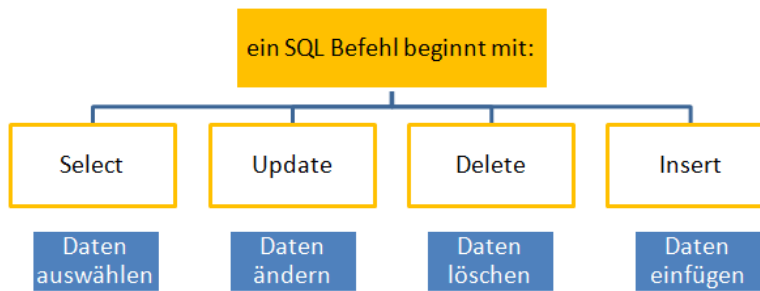 ein SQL Befehl beginnt mit:
Select
Update
Delete
Insert
Daten
auswählen
Daten
ändern
Daten
löschen
Daten
einfügen